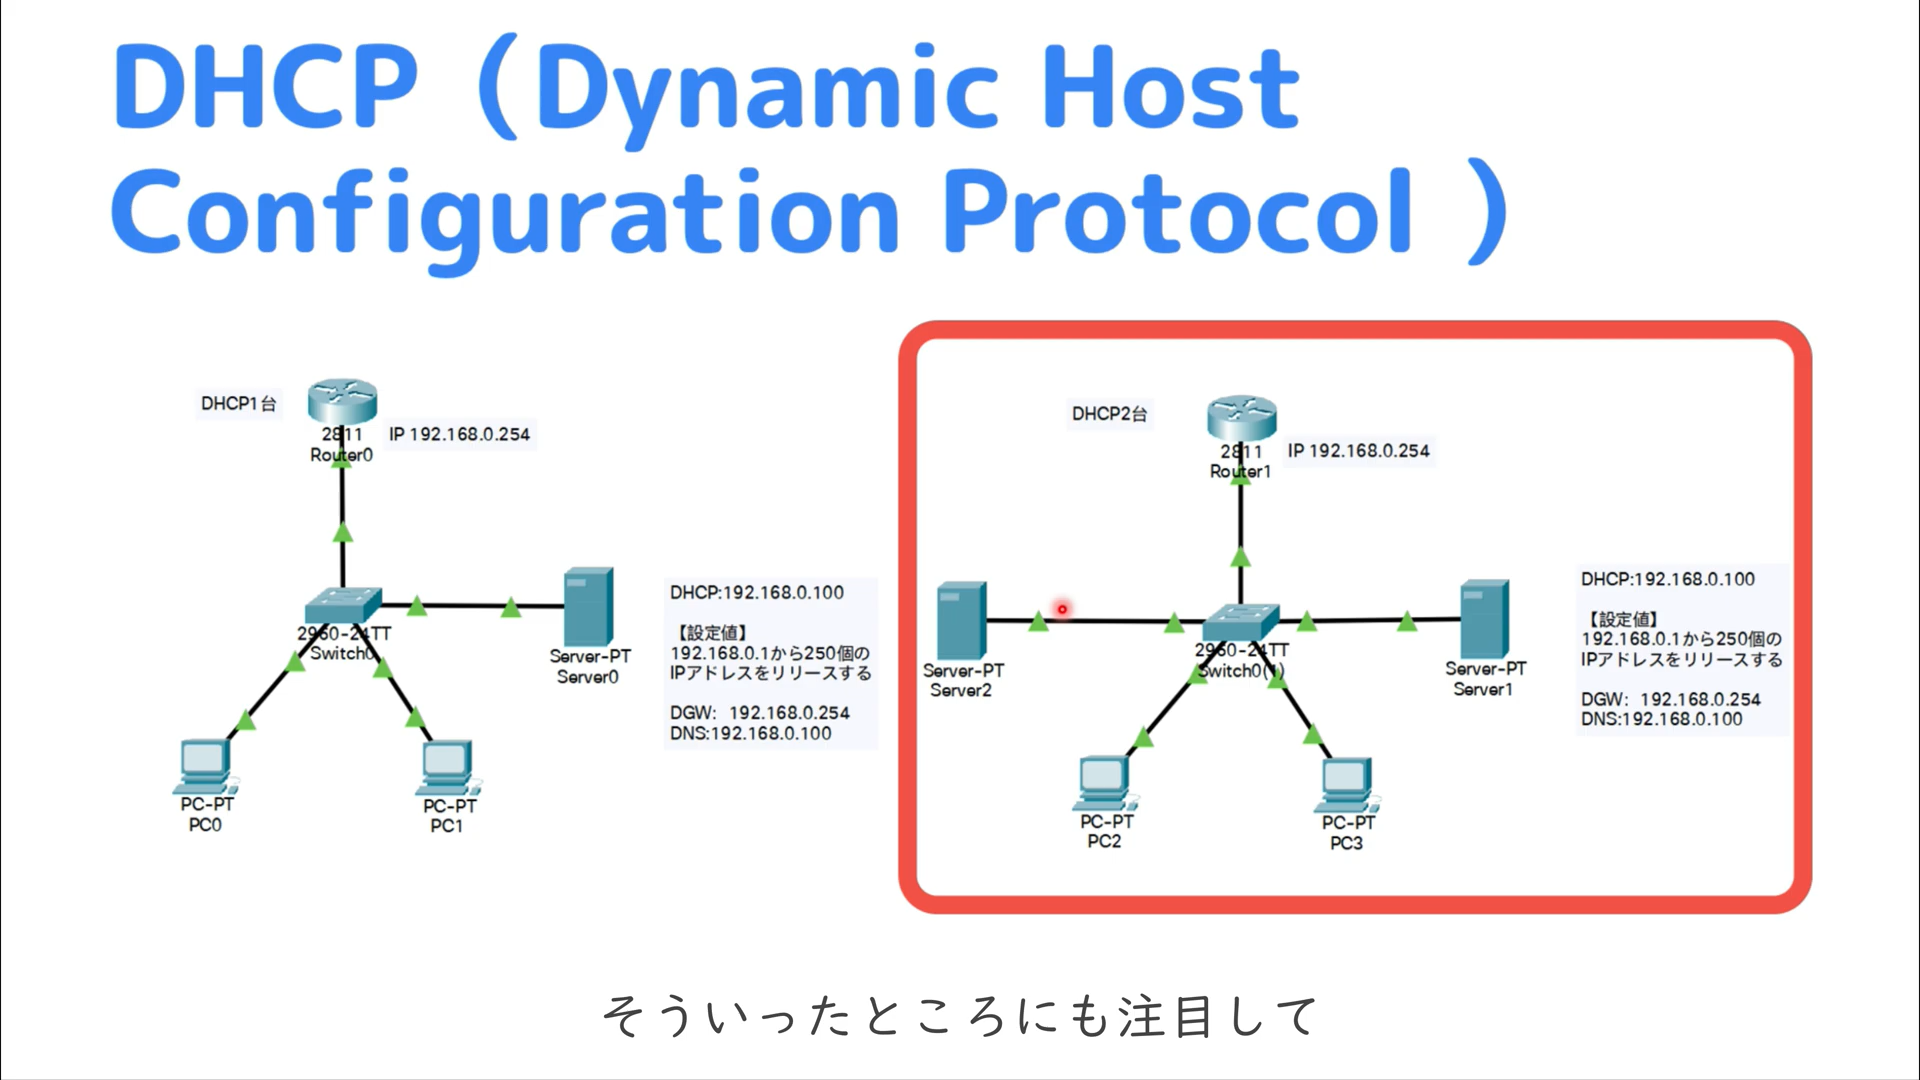 DHCP（Dynamic Host
Configuration Protocol ）
DHCP1台
2811
Router0
IP 192.168.0.254
2960-24TT
Switch0
Server-PT
Server0
PC-PT
PC0
PC-PT
PC1
DHCP:192.168.0.100
【設定値】
192.168.0.1から250個の
IPアドレスをリリースする
DGW: 192.168.0.254
DNS:192.168.0.100
DHCP2台
2811
Router1
IP 192.168.0.254
Server-PT
Server2
2960-24TT
Switch0(1)
Server-PT
Server1
PC-PT
PC2
PC-PT
PC3
DHCP:192.168.0.100
【設定値】
192.168.0.1から250個の
IPアドレスをリリースする
DGW: 192.168.0.254
DNS:192.168.0.100
そういったところにも注目して